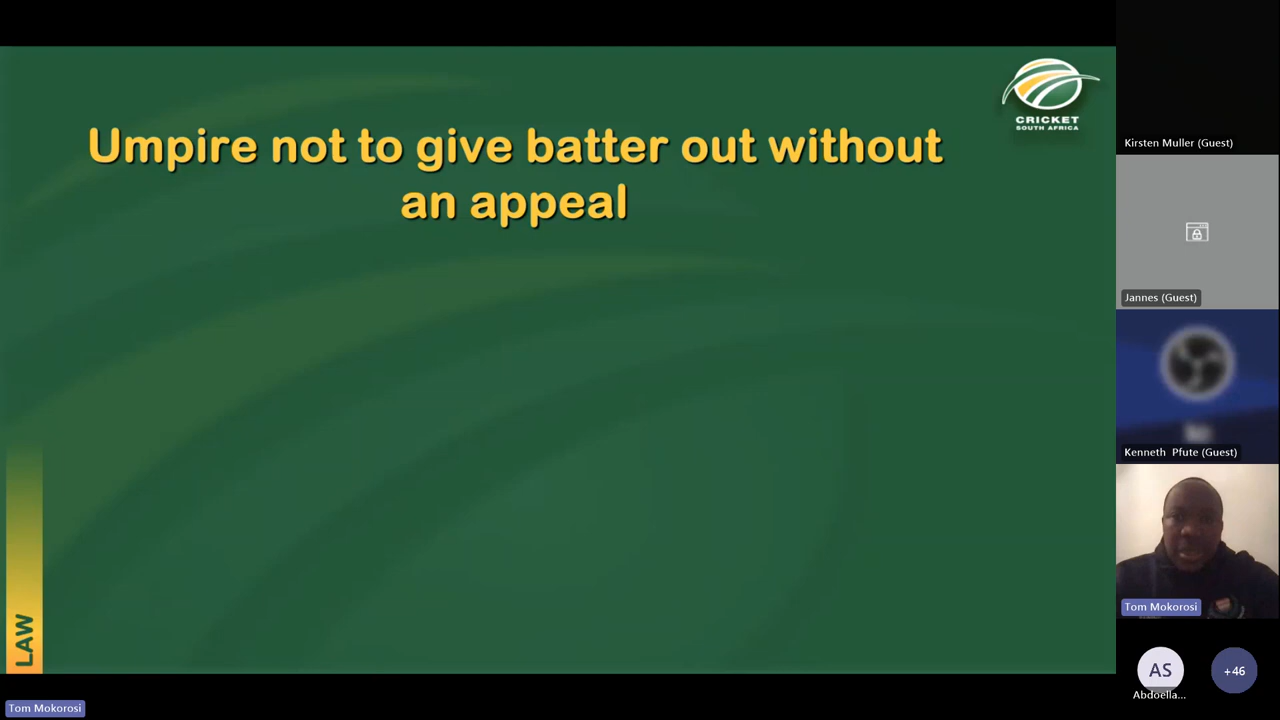 Umpire not to give batter out without
an appeal
CRICKET
SOUTH AFRICA
LAW
Tom Mokorosi
Kirsten Muller (Guest)
Jannes (Guest)
Kenneth Pfute (Guest)
Tom Mokorosi
AS
Abdoella...
+46